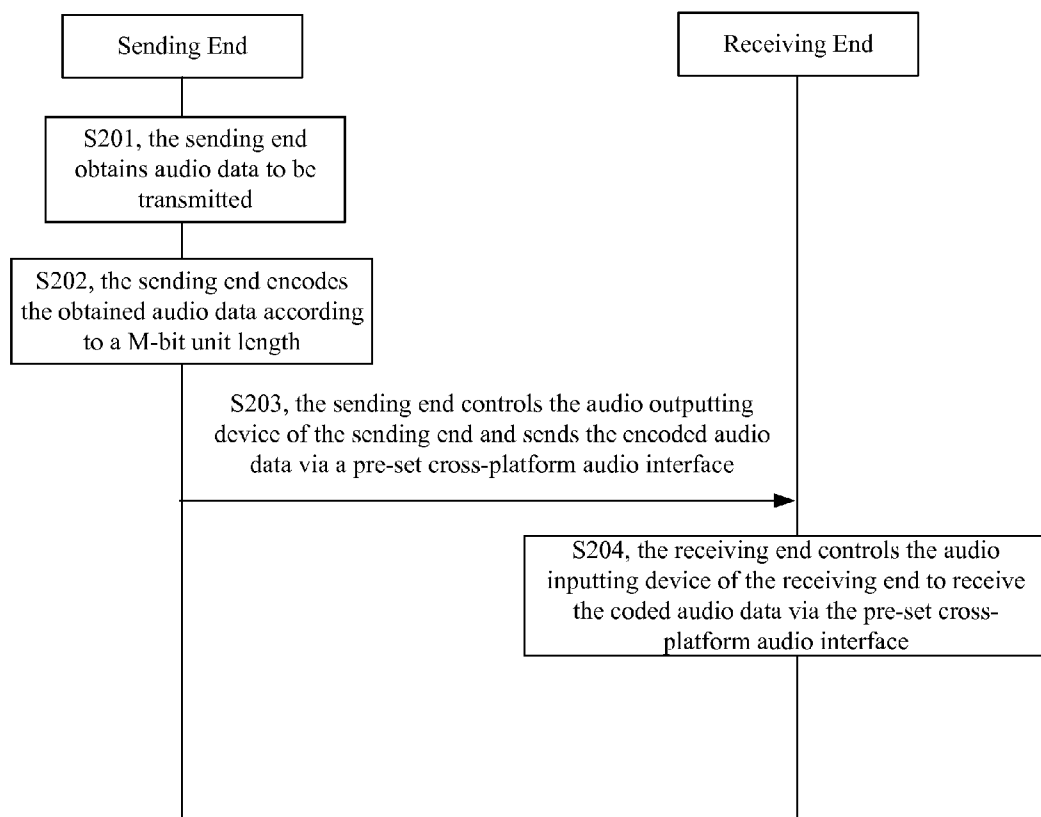 Sending End
Receiving End
S201, the sending end
obtains audio data to be
transmitted
S202, the sending end encodes
the obtained audio data according
to a M-bit unit length
S203, the sending end controls the audio outputting
device of the sending end and sends the encoded audio
data via a pre-set cross-platform audio interface
S204, the receiving end controls the audio
inputting device of the receiving end to receive
the coded audio data via the pre-set cross-
platform audio interface